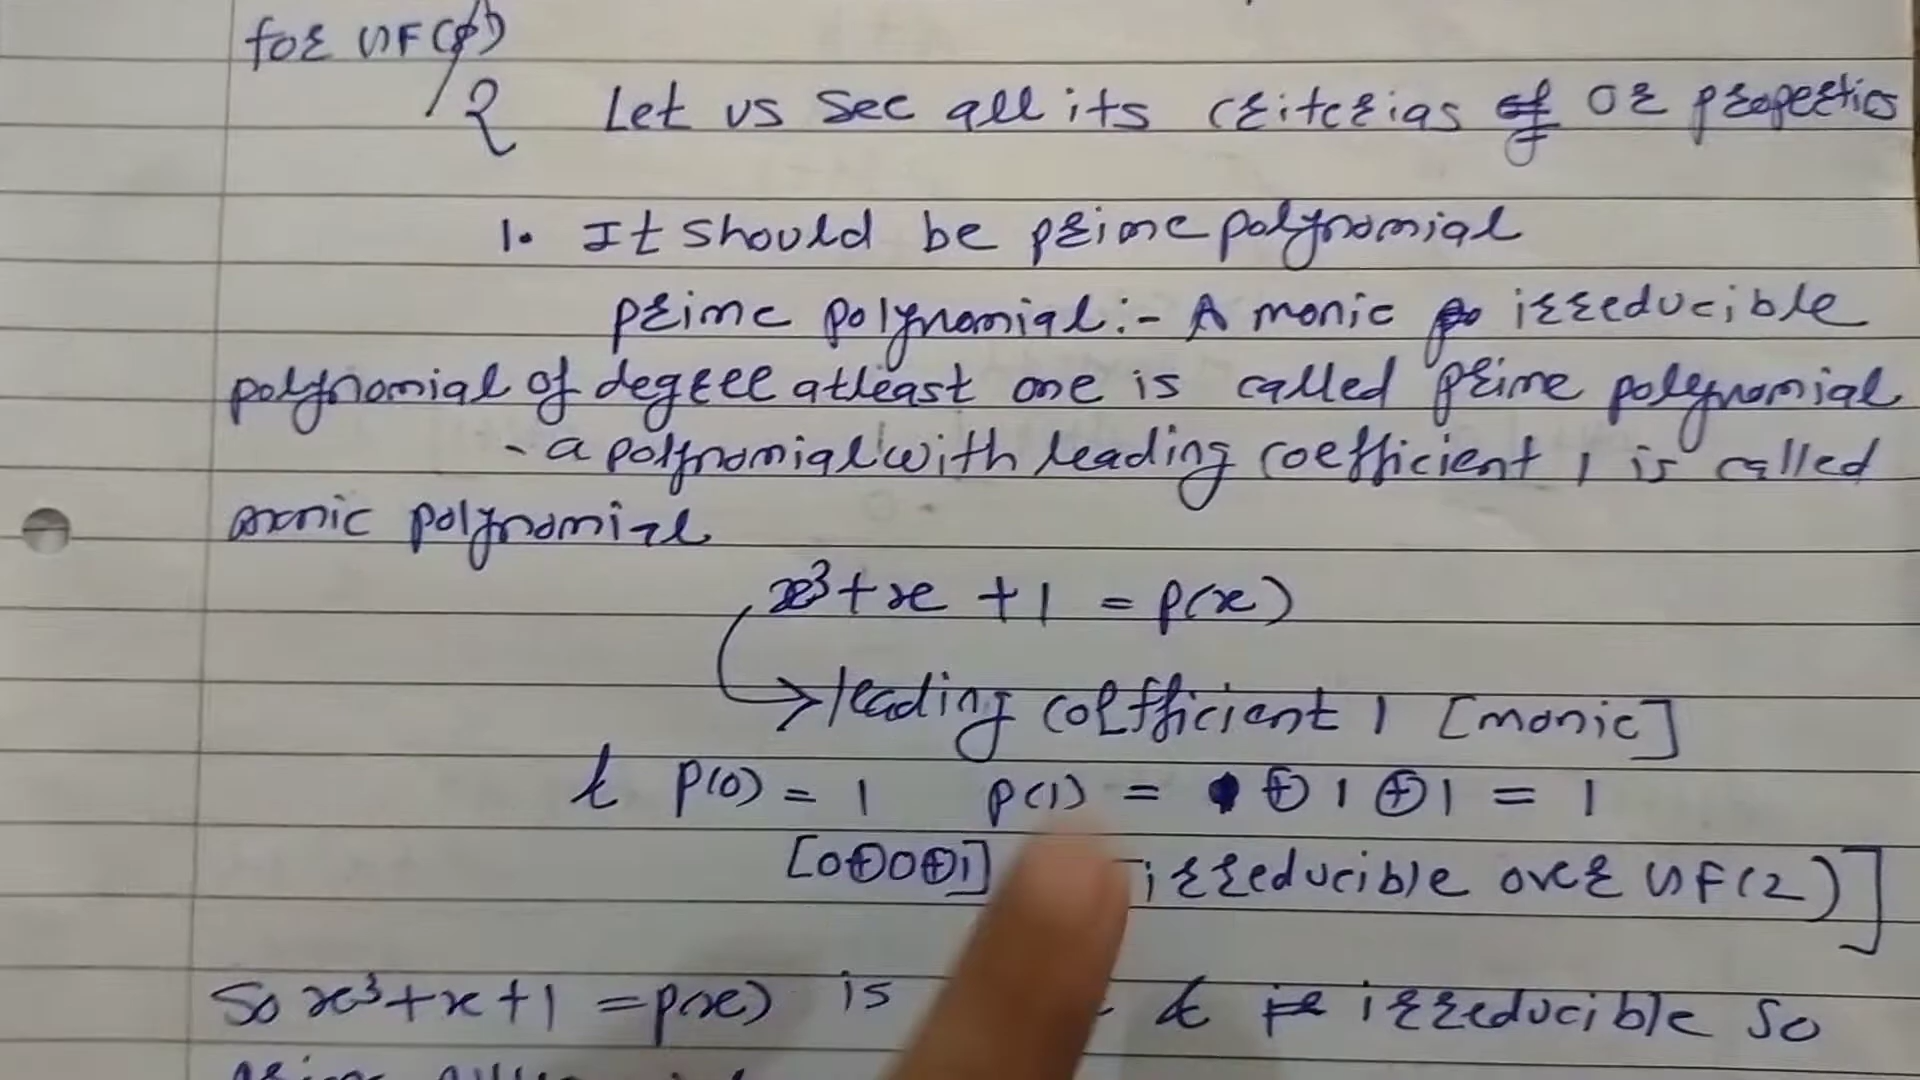 for GF(8)
2 Let us see all its criterias of or properties
1. It should be prime polynomial
prime polynomial :- A monic irreducible
polynomial of degree atleast one is called prime polynomial
- a polynomial with leading coefficient 1 is called
monic polynomial
x³+x +1 = p(x)
leading coefficient 1 [monic]
& p(0) = 1 p(1) = ⊕ 1 ⊕ 1 = 1
[0⊕0⊕1] irreducible over GF(2)]
So x³+x+1 = p(x) is & irreducible so